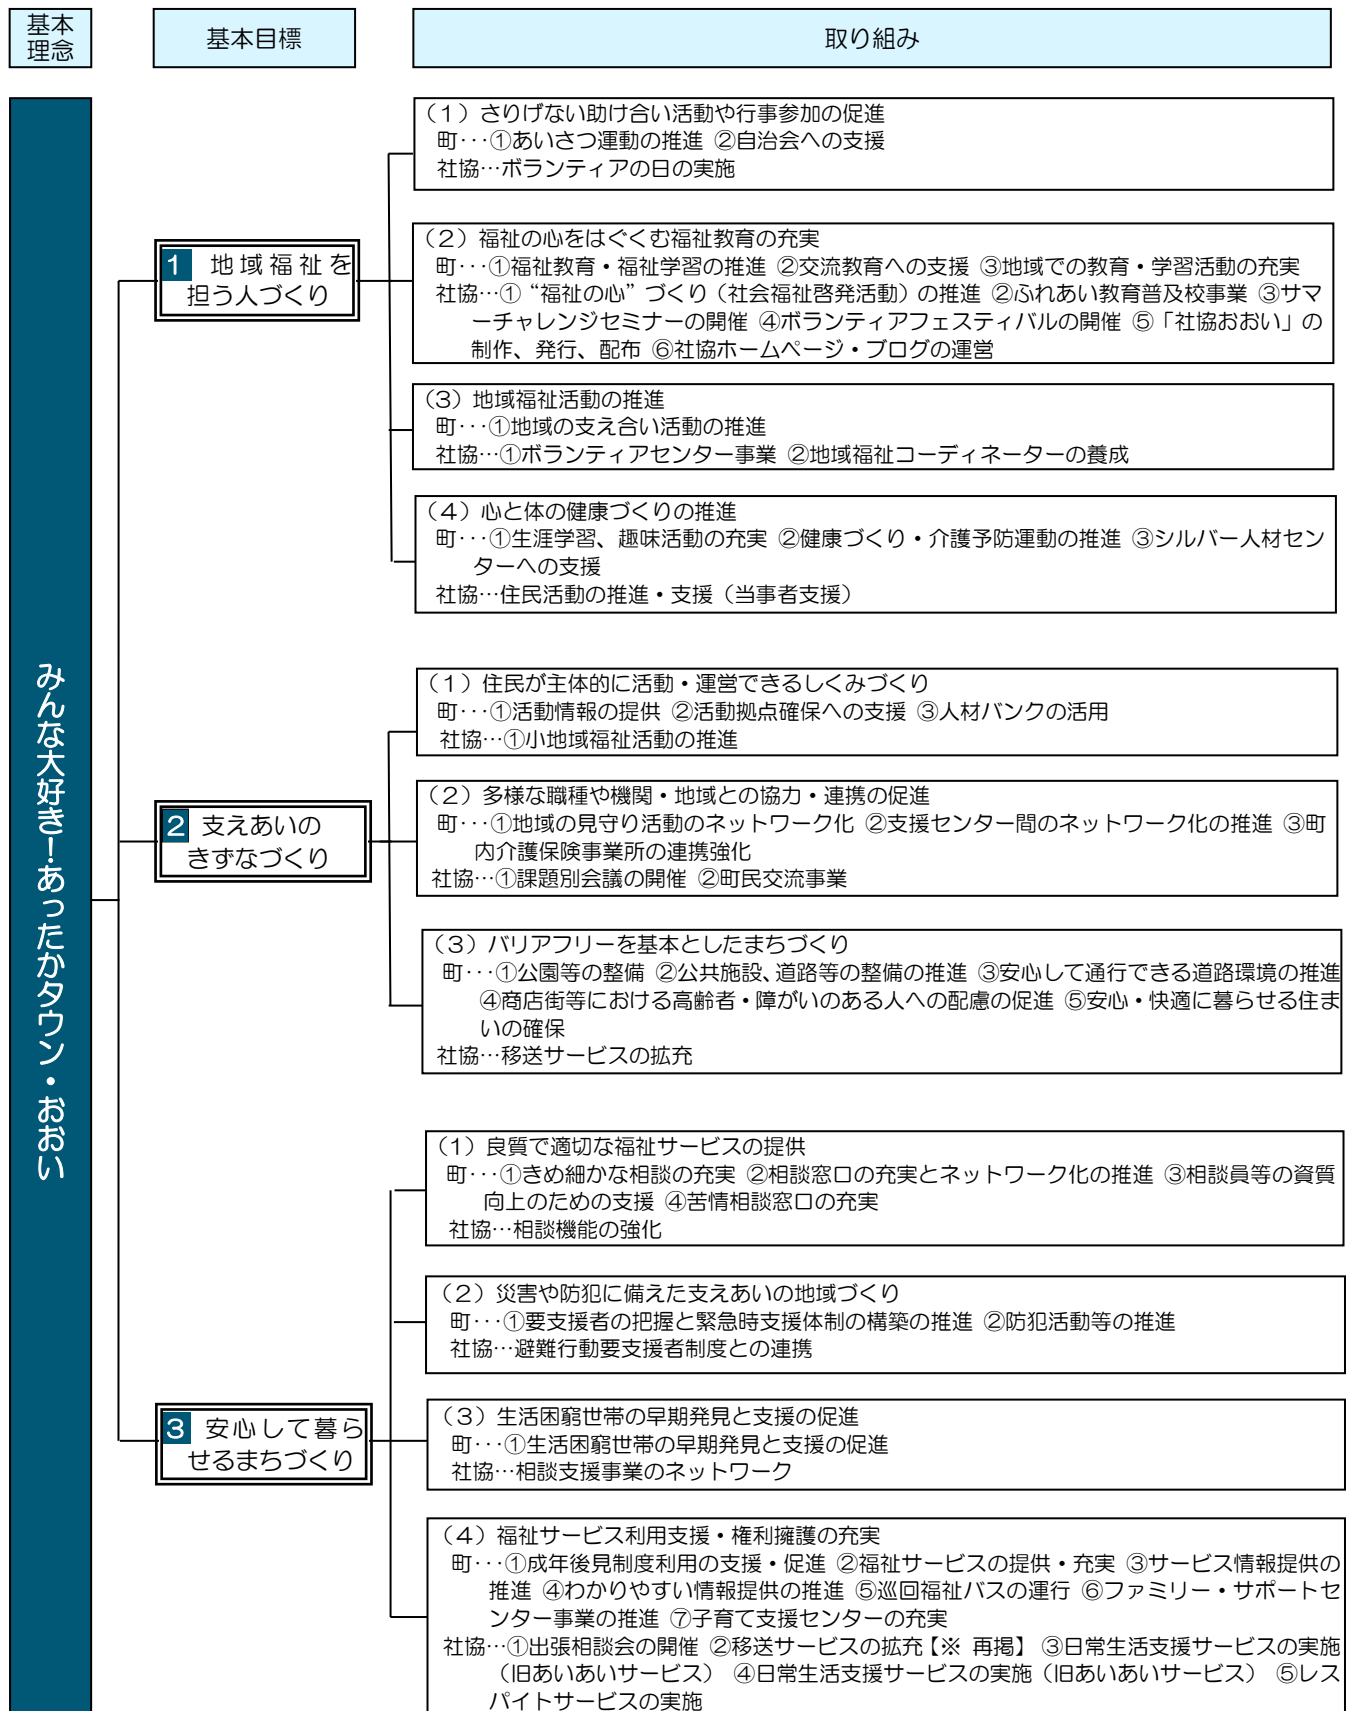 基本
理念
基本目標
取り組み
みんな大好き！あったかタウン・おおい
1 地域福祉を
担う人づくり
（1）さりげない助け合い活動や行事参加の促進
町･･･①あいさつ運動の推進 ②自治会への支援
社協…ボランティアの日の実施
（2）福祉の心をはぐくむ福祉教育の充実
町･･･①福祉教育・福祉学習の推進 ②交流教育への支援 ③地域での教育・学習活動の充実
社協…①“福祉の心”づくり（社会福祉啓発活動）の推進 ②ふれあい教育普及校事業 ③サマ
ーチャレンジセミナーの開催 ④ボランティアフェスティバルの開催 ⑤「社協おおい」の
制作、発行、配布 ⑥社協ホームページ・ブログの運営
（3）地域福祉活動の推進
町･･･①地域の支え合い活動の推進
社協…①ボランティアセンター事業 ②地域福祉コーディネーターの養成
（4）心と体の健康づくりの推進
町･･･①生涯学習、趣味活動の充実 ②健康づくり・介護予防運動の推進 ③シルバー人材セン
ターへの支援
社協…住民活動の推進・支援（当事者支援）
2 支えあいの
きずなづくり
（1）住民が主体的に活動・運営できるしくみづくり
町･･･①活動情報の提供 ②活動拠点確保への支援 ③人材バンクの活用
社協…①小地域福祉活動の推進
（2）多様な職種や機関・地域との協力・連携の促進
町･･･①地域の見守り活動のネットワーク化 ②支援センター間のネットワーク化の推進 ③町
内介護保険事業所の連携強化
社協…①課題別会議の開催 ②町民交流事業
（3）バリアフリーを基本としたまちづくり
町･･･①公園等の整備 ②公共施設、道路等の整備の推進 ③安心して通行できる道路環境の推進
④商店街等における高齢者・障がいのある人への配慮の促進 ⑤安心・快適に暮らせる住ま
いの確保
社協…移送サービスの拡充
3 安心して暮ら
せるまちづくり
（1）良質で適切な福祉サービスの提供
町･･･①きめ細かな相談の充実 ②相談窓口の充実とネットワーク化の推進 ③相談員等の資質
向上のための支援 ④苦情相談窓口の充実
社協…相談機能の強化
（2）災害や防犯に備えた支えあいの地域づくり
町･･･①要支援者の把握と緊急時支援体制の構築の推進 ②防犯活動等の推進
社協…避難行動要支援者制度との連携
（3）生活困窮世帯の早期発見と支援の促進
町･･･①生活困窮世帯の早期発見と支援の促進
社協…相談支援事業のネットワーク
（4）福祉サービス利用支援・権利擁護の充実
町･･･①成年後見制度利用の支援・促進 ②福祉サービスの提供・充実 ③サービス情報提供の
推進 ④わかりやすい情報提供の推進 ⑤巡回福祉バスの運行 ⑥ファミリー・サポートセ
ンター事業の推進 ⑦子育て支援センターの充実
社協…①出張相談会の開催 ②移送サービスの拡充【※ 再掲】 ③日常生活支援サービスの実施
（旧あいあいサービス） ④日常生活支援サービスの実施（旧あいあいサービス） ⑤レス
パイトサービスの実施